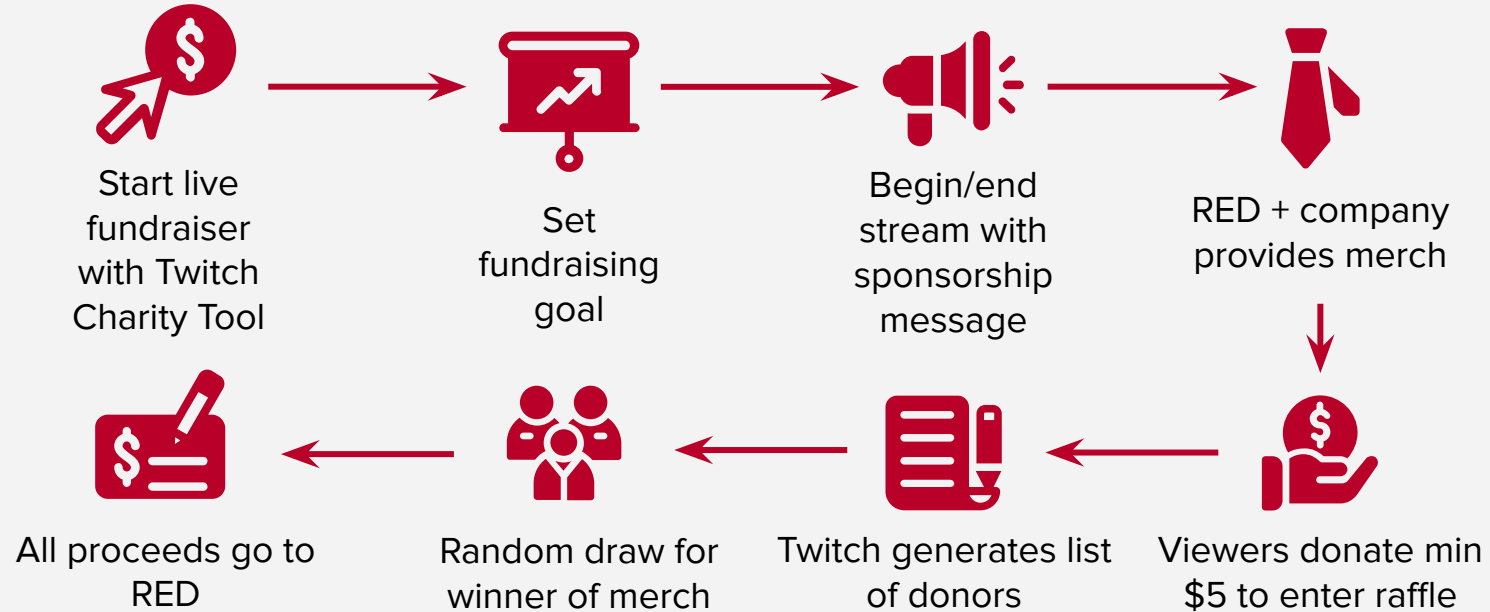 Start live
fundraiser
with Twitch
Charity Tool
Set
fundraising
goal
Begin/end
stream with
sponsorship
message
RED + company
provides merch
Viewers donate min
$5 to enter raffle
Twitch generates list
of donors
Random draw for
winner of merch
All proceeds go to
RED